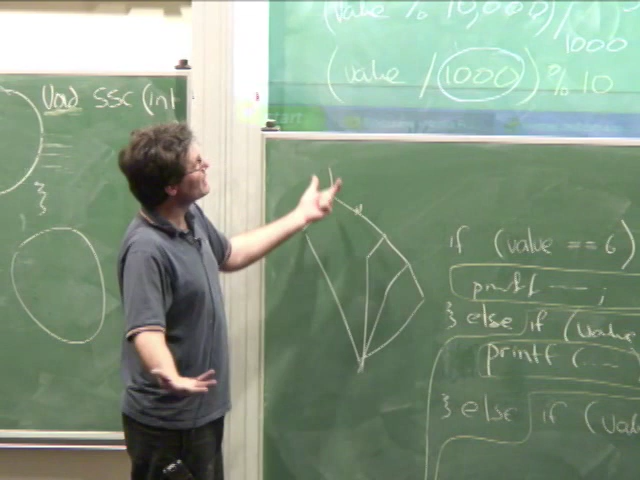 (value % 10,000) /
1000
(value / 1000) % 10
Void SSC (int
}
if (value == 6)
printf ---- ;
} else if (value
printf (....
} else if (valu